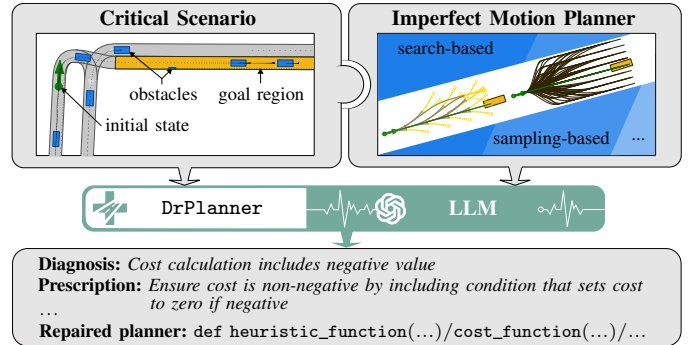 Critical Scenario
obstacles
goal region
initial state
Imperfect Motion Planner
search-based
sampling-based
...
DrPlanner
LLM
Diagnosis: Cost calculation includes negative value
Prescription: Ensure cost is non-negative by including condition that sets cost
to zero if negative
...
Repaired planner: def heuristic_function(...)/cost_function(...)/...